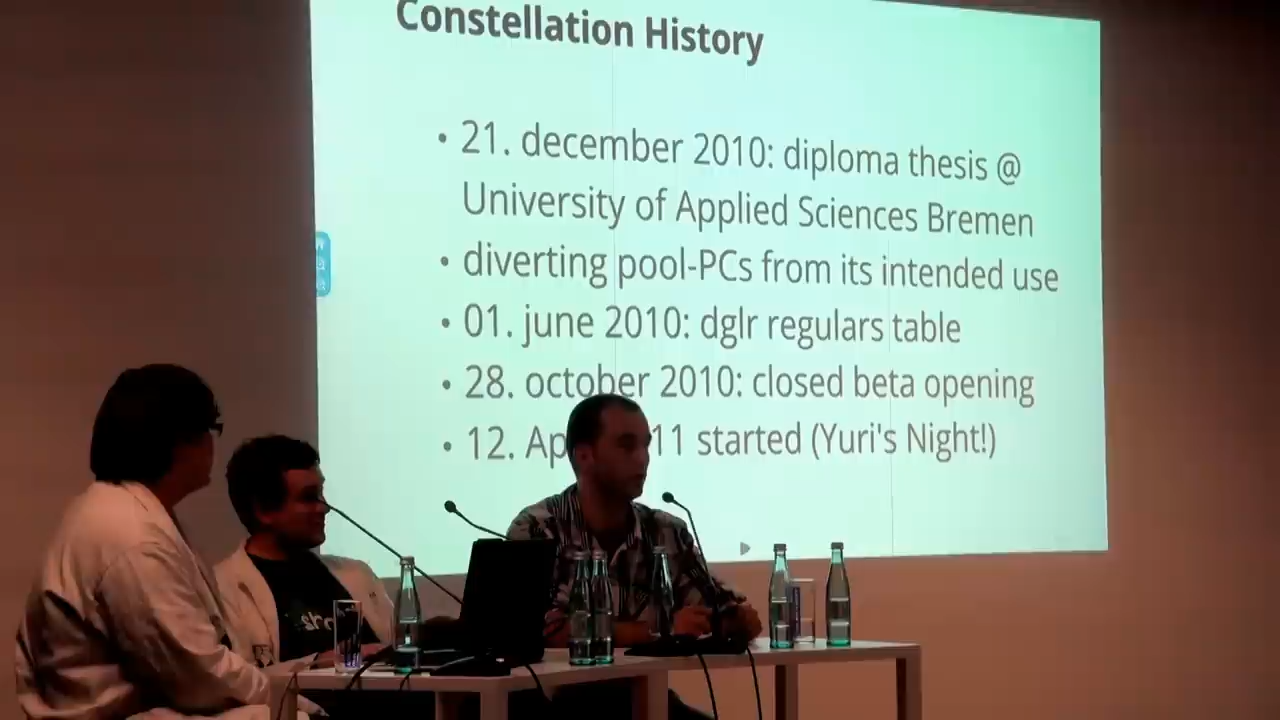 Constellation History
• 21. december 2010: diploma thesis @
University of Applied Sciences Bremen
• diverting pool-PCs from its intended use
• 01. june 2010: dglr regulars table
• 28. october 2010: closed beta opening
• 12. Ap 11 started (Yuri's Night!)